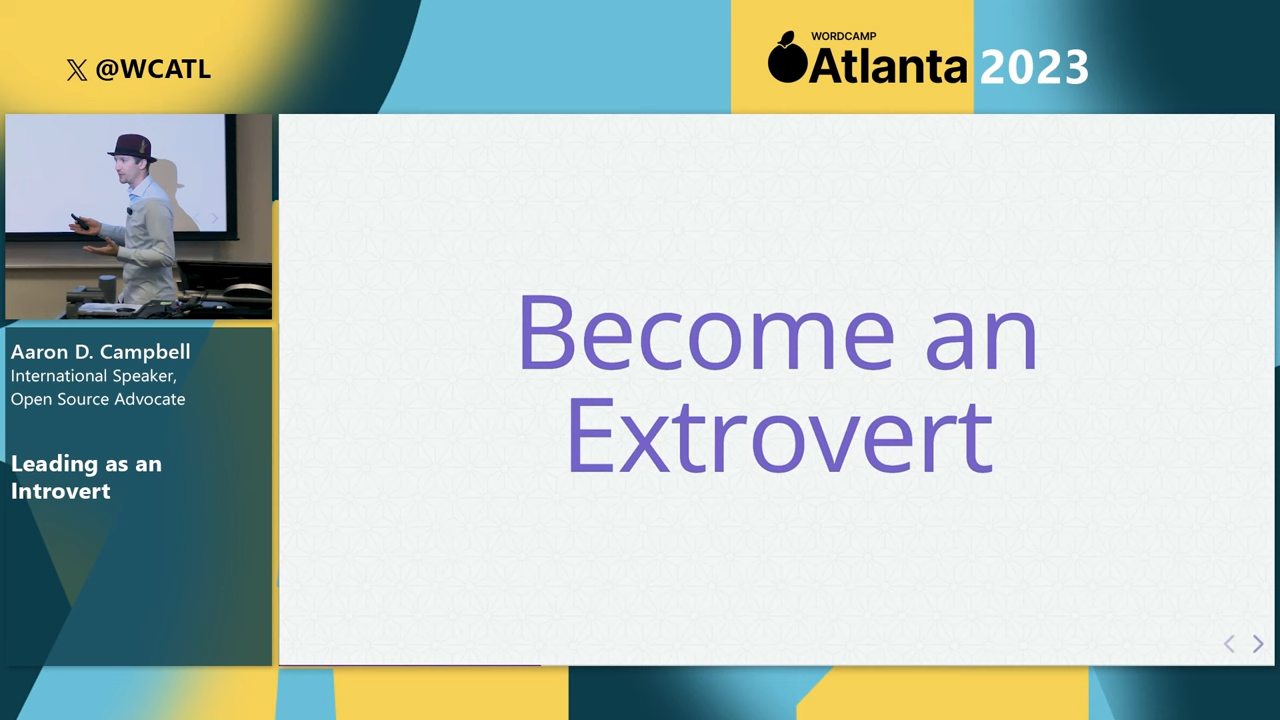 @WCATL
WORDCAMP
Atlanta 2023
Become an
Extrovert
Aaron D. Campbell
International Speaker,
Open Source Advocate
Leading as an
Introvert